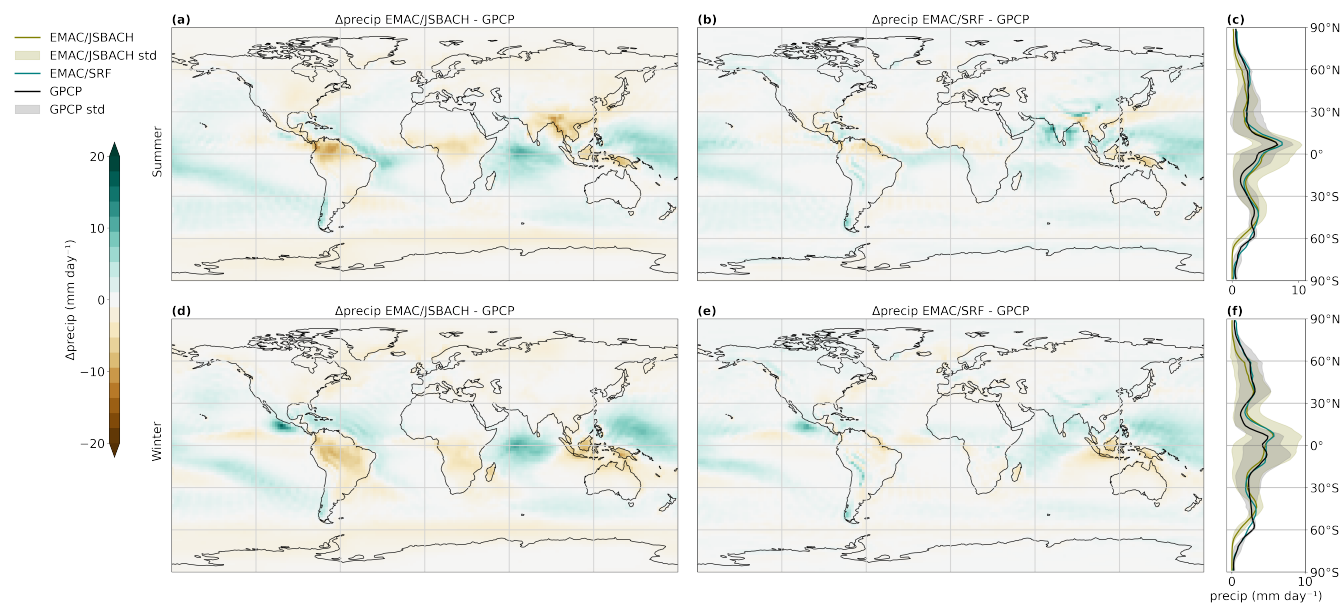 (a) Δprecip EMAC/JSBACH - GPCP
(b) Δprecip EMAC/SRF - GPCP
(c)
EMAC/JSBACH
EMAC/JSBACH std
EMAC/SRF
GPCP
GPCP std
Summer
90°N
60°N
30°N
0°
30°S
60°S
90°S
0 10
20
10
0
−10
−20
Δprecip (mm day⁻¹)
(d) Δprecip EMAC/JSBACH - GPCP
(e) Δprecip EMAC/SRF - GPCP
(f)
Winter
90°N
60°N
30°N
0°
30°S
60°S
90°S
0 10
precip (mm day⁻¹)